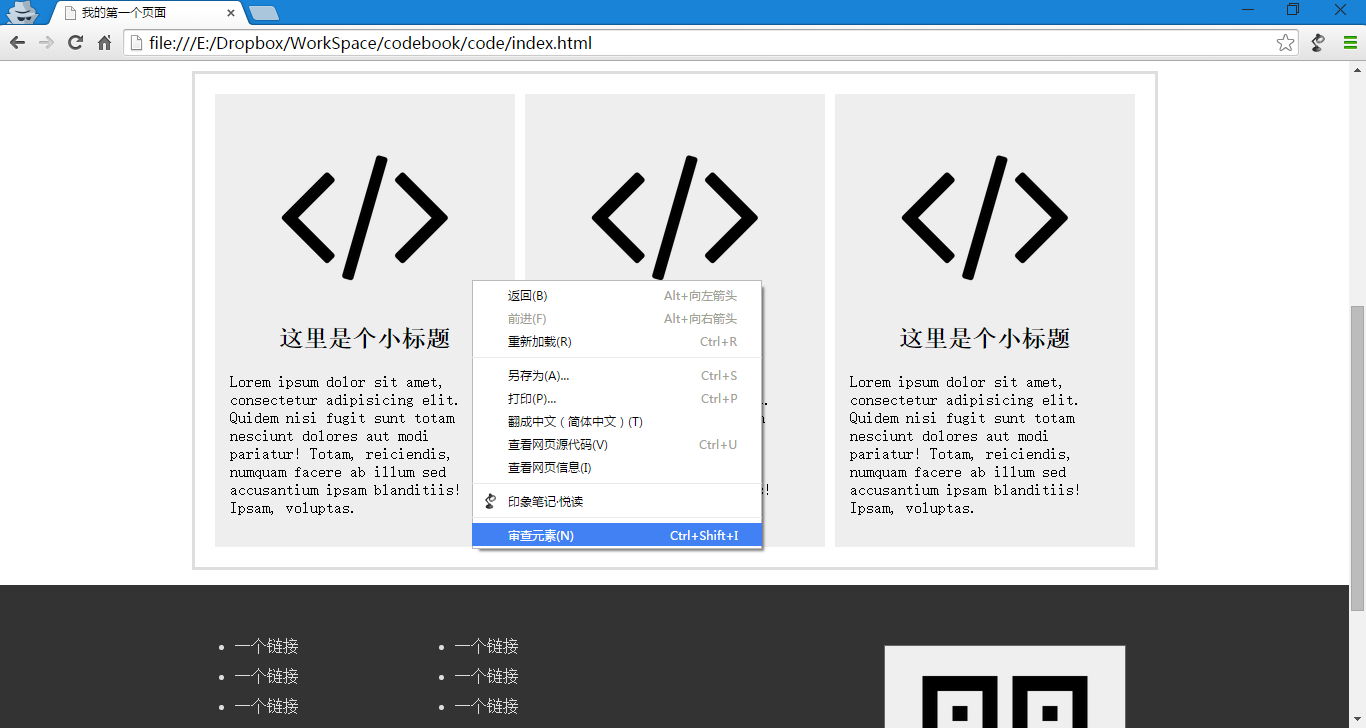 我的第一个页面
file:///E:/Dropbox/WorkSpace/codebook/code/index.html
这里是个小标题
Lorem ipsum dolor sit amet,
consectetur adipisicing elit.
Quidem nisi fugit sunt totam
nesciunt dolores aut modi
pariatur! Totam, reiciendis,
numquam facere ab illum sed
accusantium ipsam blanditiis!
Ipsam, voluptas.
返回(B) Alt+向左箭头
前进(F) Alt+向右箭头
重新加载(R) Ctrl+R
另存为(A)... Ctrl+S
打印(P)... Ctrl+P
翻成中文（简体中文）(T)
查看网页源代码(V) Ctrl+U
查看网页信息(I)
印象笔记·悦读
审查元素(N) Ctrl+Shift+I
这里是个小标题
Lorem ipsum dolor sit amet,
consectetur adipisicing elit.
Quidem nisi fugit sunt totam
nesciunt dolores aut modi
pariatur! Totam, reiciendis,
numquam facere ab illum sed
accusantium ipsam blanditiis!
Ipsam, voluptas.
一个链接
一个链接
一个链接
一个链接
一个链接
一个链接